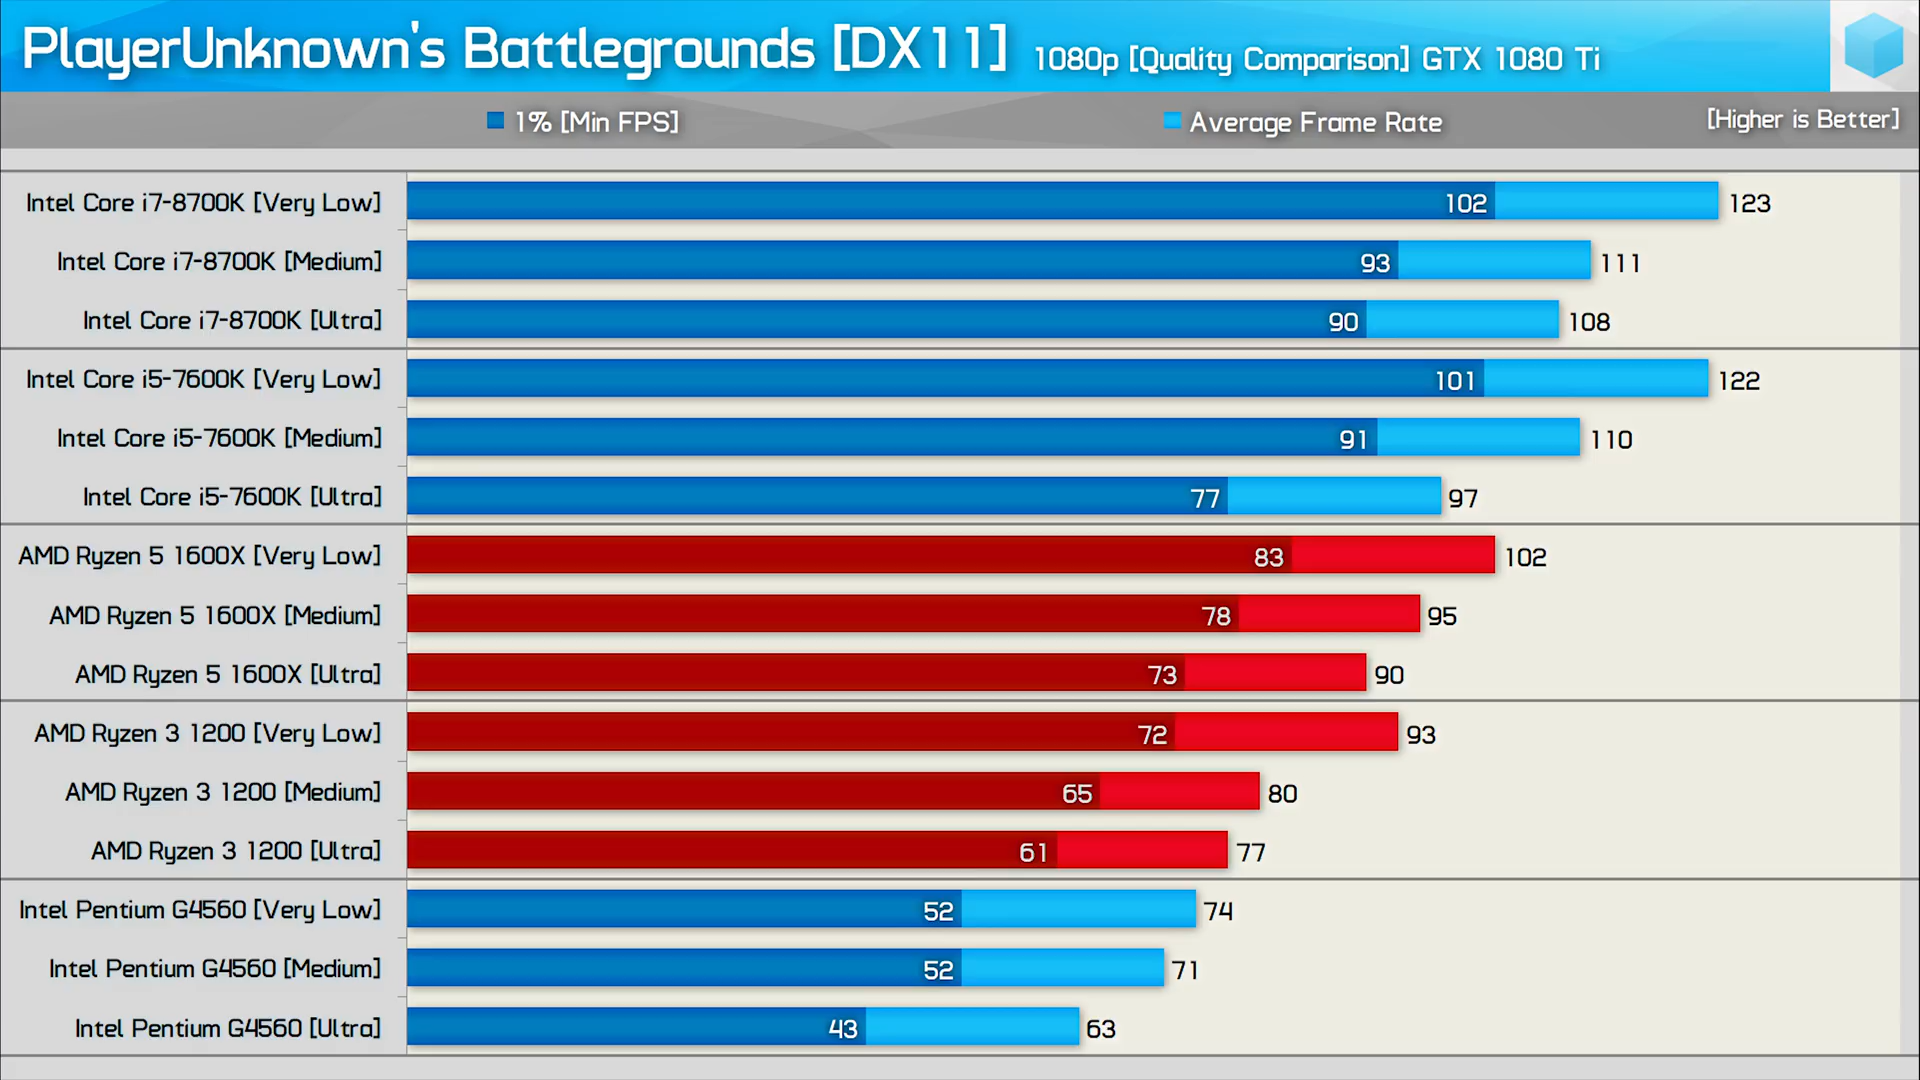 PlayerUnknown's Battlegrounds [DX11] 1080p [Quality Comparison] GTX 1080 Ti
1% [Min FPS] Average Frame Rate [Higher is Better]
Intel Core i7-8700K [Very Low] 102 123
Intel Core i7-8700K [Medium] 93 111
Intel Core i7-8700K [Ultra] 90 108
Intel Core i5-7600K [Very Low] 101 122
Intel Core i5-7600K [Medium] 91 110
Intel Core i5-7600K [Ultra] 77 97
AMD Ryzen 5 1600X [Very Low] 83 102
AMD Ryzen 5 1600X [Medium] 78 95
AMD Ryzen 5 1600X [Ultra] 73 90
AMD Ryzen 3 1200 [Very Low] 72 93
AMD Ryzen 3 1200 [Medium] 65 80
AMD Ryzen 3 1200 [Ultra] 61 77
Intel Pentium G4560 [Very Low] 52 74
Intel Pentium G4560 [Medium] 52 71
Intel Pentium G4560 [Ultra] 43 63